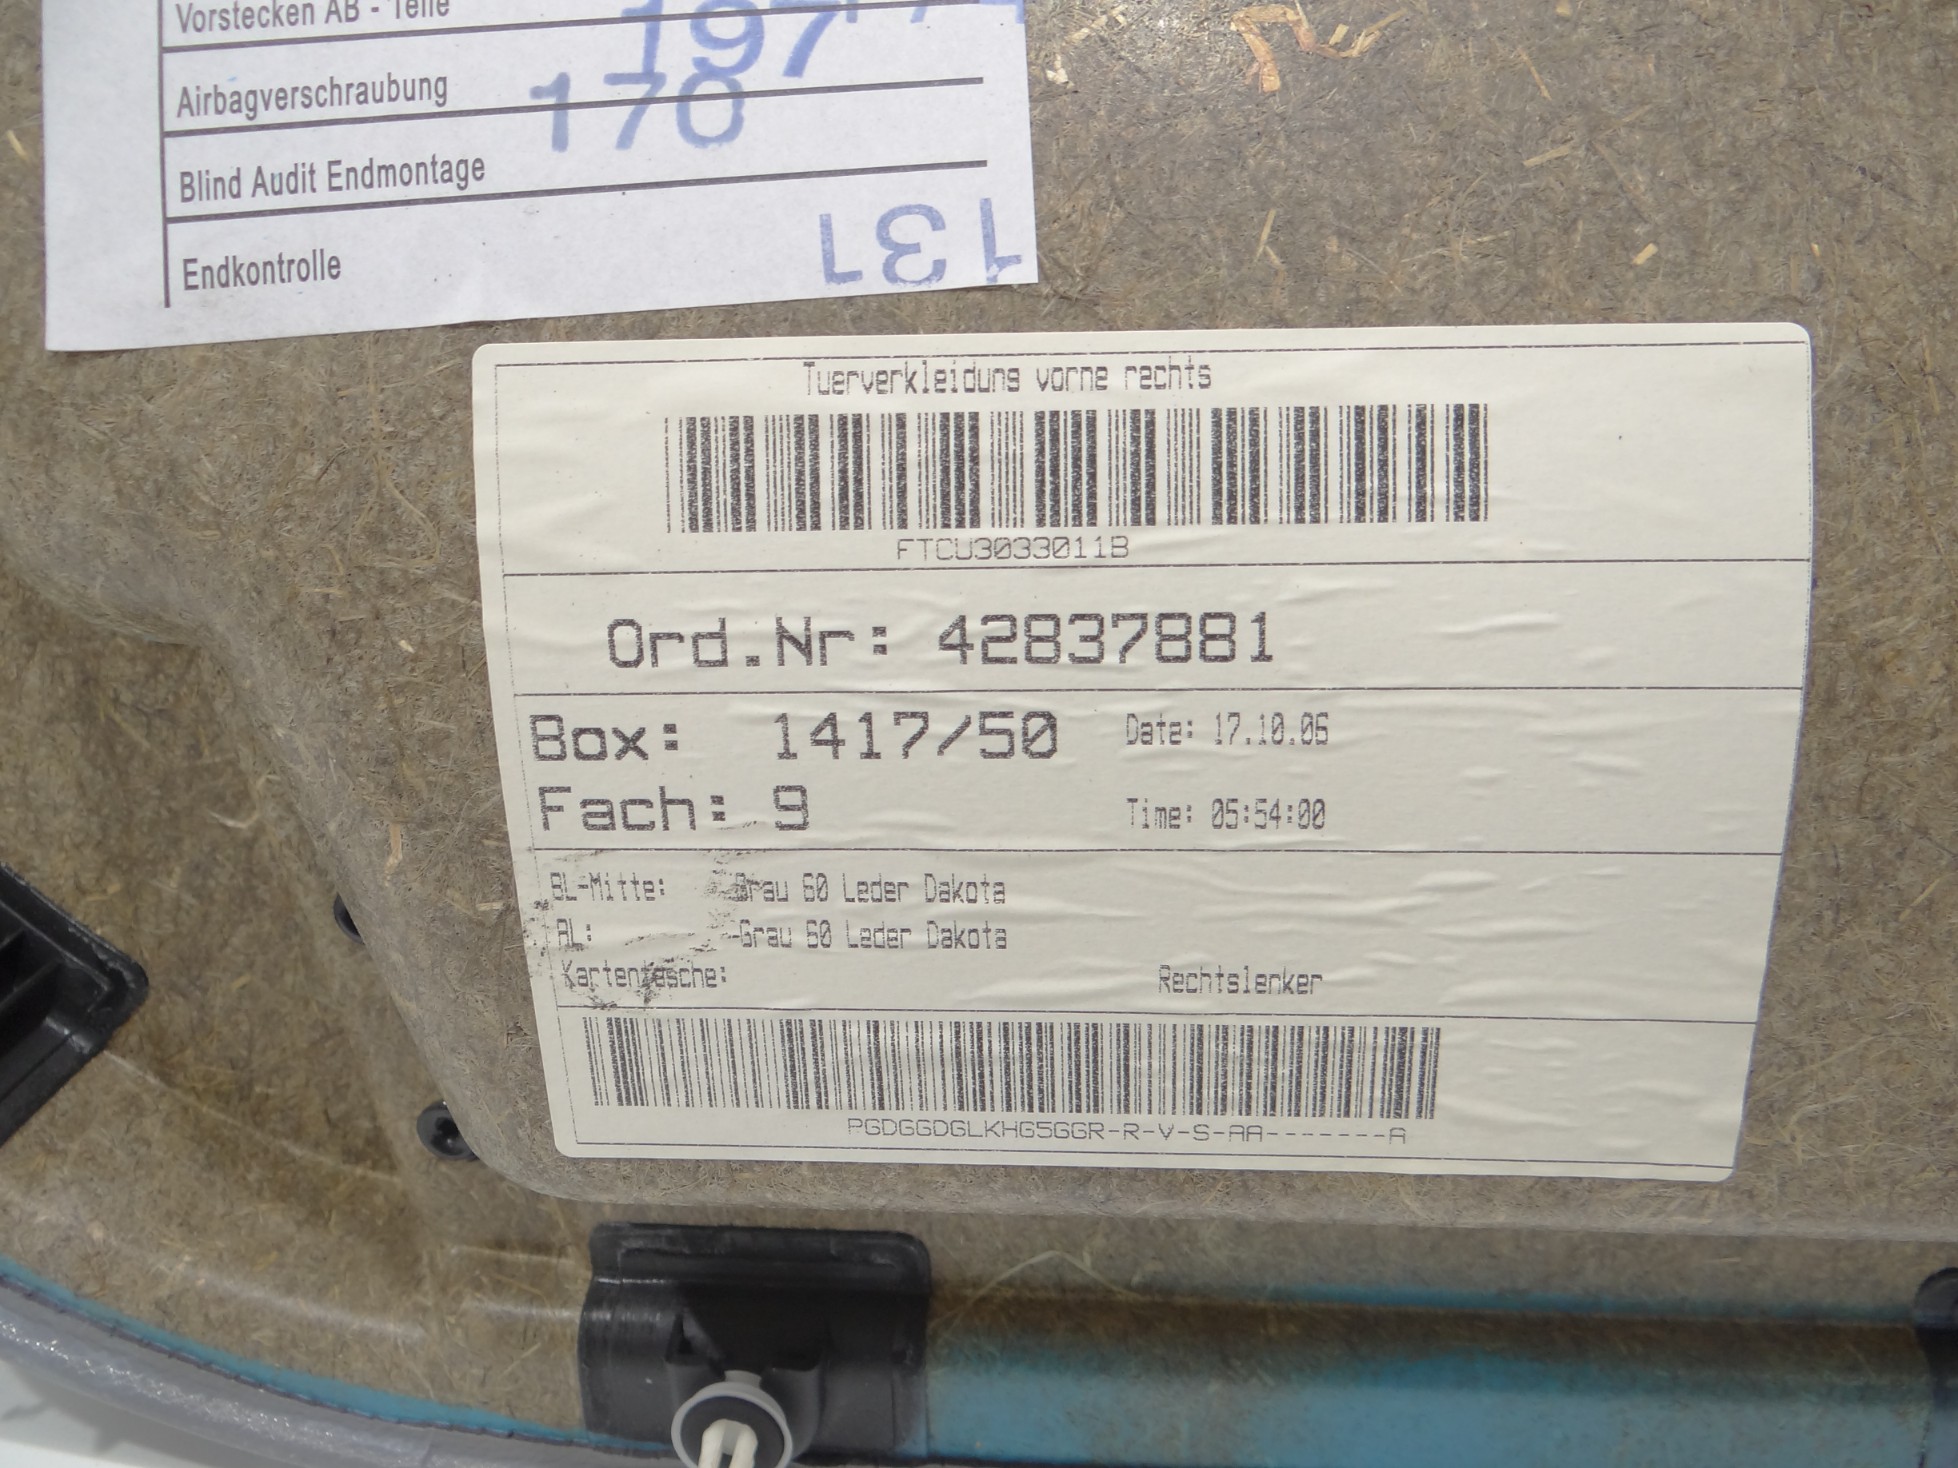 Vorstecken AB - Teile
197
Airbagverschraubung
170
Blind Audit Endmontage
131
Endkontrolle
Tuerverkleidung vorne rechts
FTCU3033011B
Ord.Nr: 42837881
Box: 1417/50 Date: 17.10.06
Fach: 9 Time: 05:54:00
BL-Mitte: Grau 60 Leder Dakota
AL: Grau 60 Leder Dakota
Kartentasche: Rechtslenker
PGDGGDGLKHG5GGR-R-V-S-AA-------A